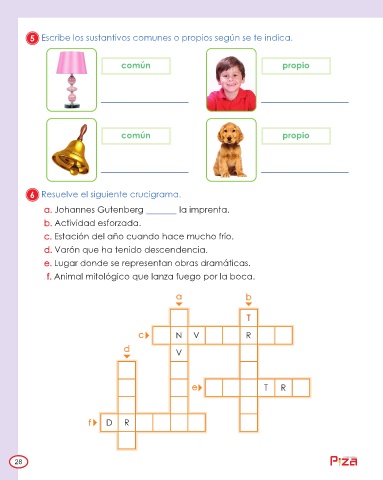 5 Escribe los sustantivos comunes o propios según se te indica.
común
propio
común
propio
6 Resuelve el siguiente crucigrama.
a. Johannes Gutenberg _______ la imprenta.
b. Actividad esforzada.
c. Estación del año cuando hace mucho frío.
d. Varón que ha tenido descendencia.
e. Lugar donde se representan obras dramáticas.
f. Animal mitológico que lanza fuego por la boca.
a b
T
c N V R
d V
e T R
f D R
28
Piza